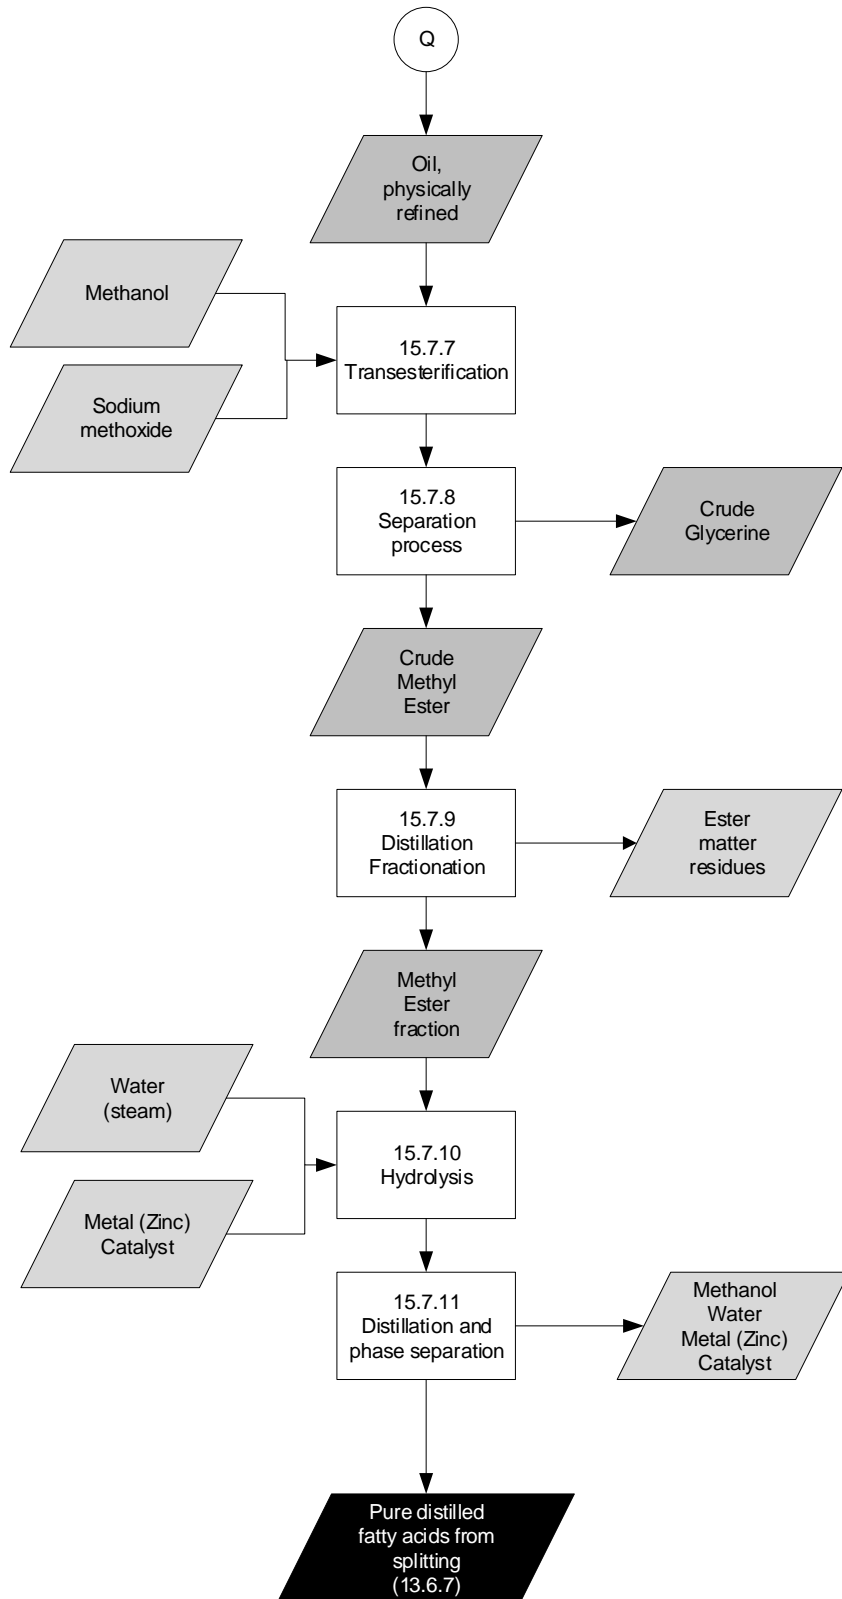 Q
Oil,
physically
refined
Methanol
15.7.7
Transesterification
Sodium
methoxide
15.7.8
Separation
process
Crude
Glycerine
Crude
Methyl
Ester
15.7.9
Distillation
Fractionation
Ester
matter
residues
Methyl
Ester
fraction
Water
(steam)
15.7.10
Hydrolysis
Metal (Zinc)
Catalyst
15.7.11
Distillation and
phase separation
Methanol
Water
Metal (Zinc)
Catalyst
Pure distilled
fatty acids from
splitting
(13.6.7)